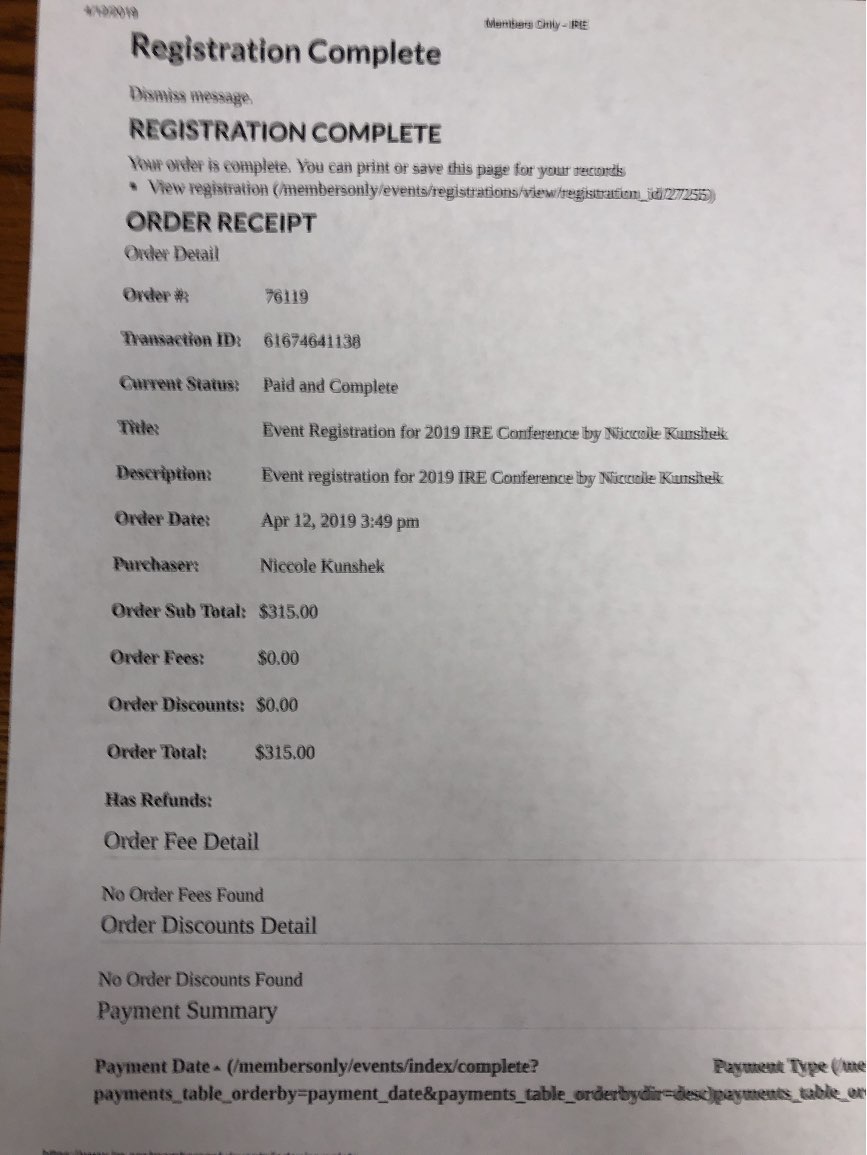 Members Only - IRE
Registration Complete
Dismiss message.
REGISTRATION COMPLETE
Your order is complete. You can print or save this page for your records
• View registration (/membersonly/events/registrations/view/registration_id/27255)
ORDER RECEIPT
Order Detail
Order #: 76119
Transaction ID: 61674641138
Current Status: Paid and Complete
Title: Event Registration for 2019 IRE Conference by Niccole Kunshek
Description: Event registration for 2019 IRE Conference by Niccole Kunshek
Order Date: Apr 12, 2019 3:49 pm
Purchaser: Niccole Kunshek
Order Sub Total: $315.00
Order Fees: $0.00
Order Discounts: $0.00
Order Total: $315.00
Has Refunds:
Order Fee Detail
No Order Fees Found
Order Discounts Detail
No Order Discounts Found
Payment Summary
Payment Date (/membersonly/events/index/complete? Payment Type (/me
payments_table_orderby=payment_date&payments_table_orderbydir=desc)payments_table_or